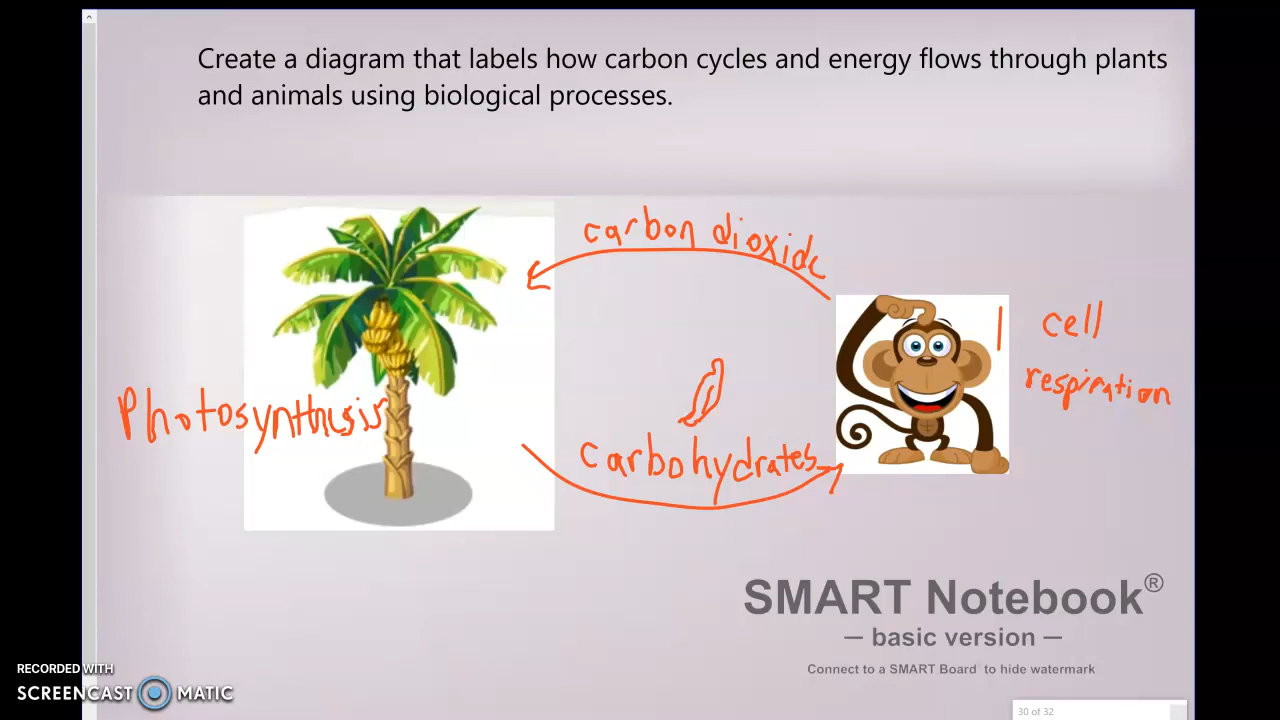 Create a diagram that labels how carbon cycles and energy flows through plants
and animals using biological processes.
carbon dioxide
cell
respiration
Photosynthesis
carbohydrates
SMART Notebook®
— basic version —
Connect to a SMART Board to hide watermark
RECORDED WITH
SCREENCAST MATIC
30 of 32